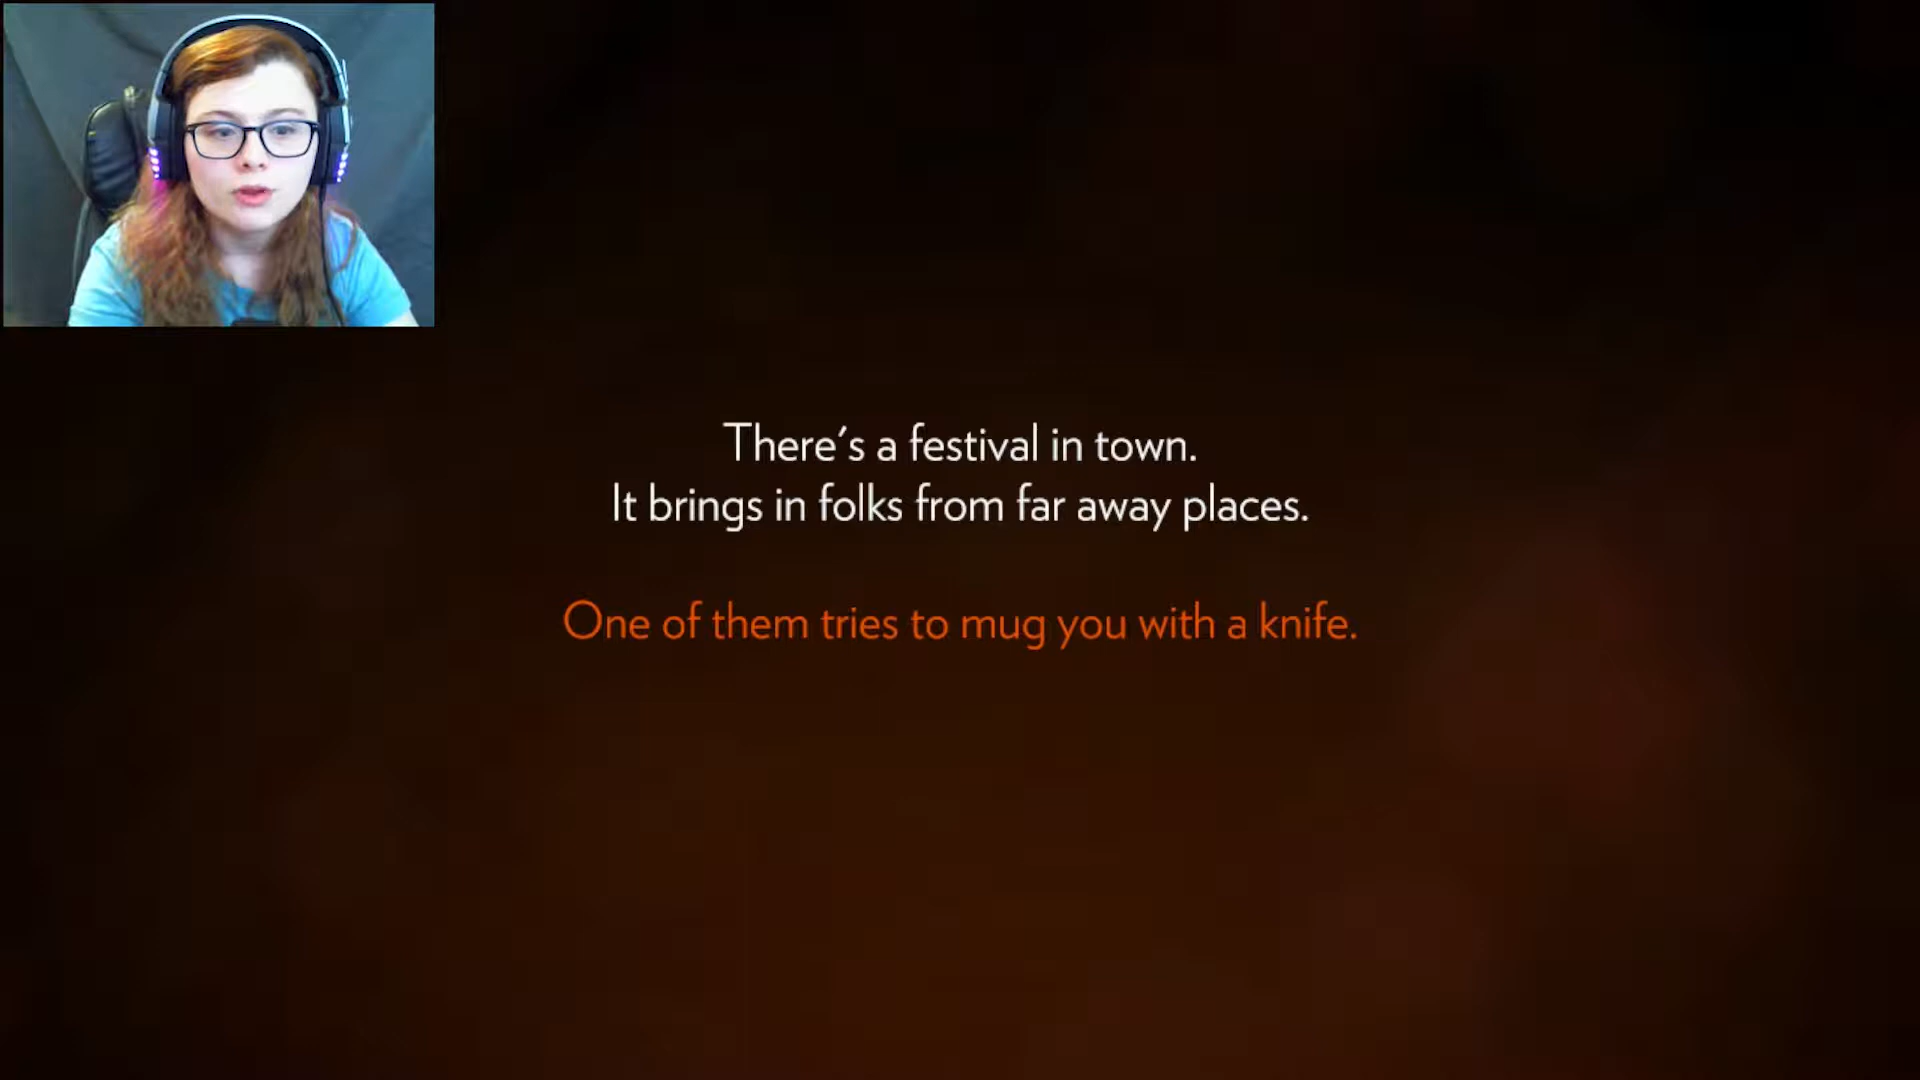 There's a festival in town.
It brings in folks from far away places.
One of them tries to mug you with a knife.